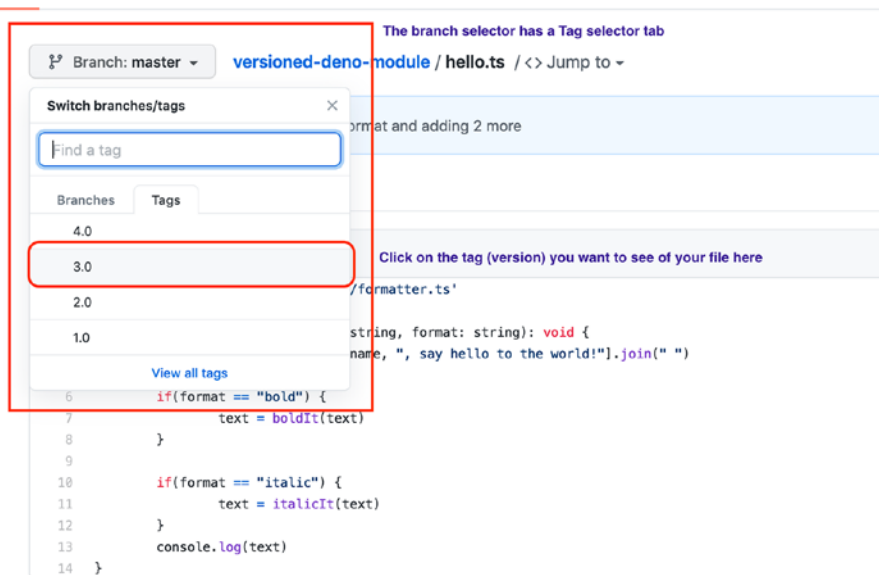 The branch selector has a Tag selector tab
Branch: master
versioned-deno-module / hello.ts / <> Jump to
Switch branches/tags ×
Find a tag
ormat and adding 2 more
Branches Tags
4.0
3.0
Click on the tag (version) you want to see of your file here
2.0
/formatter.ts'
1.0
string, format: string): void {
name, ", say hello to the world!"].join(" ")
View all tags
6 if(format == "bold") {
7 text = boldIt(text)
8 }
9
10 if(format == "italic") {
11 text = italicIt(text)
12 }
13 console.log(text)
14 }